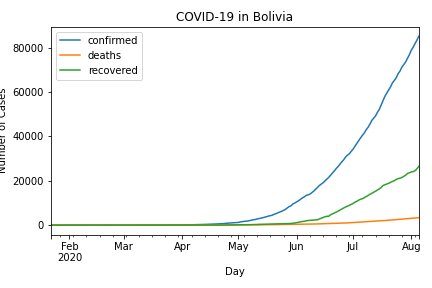 COVID-19 in Bolivia
confirmed
deaths
recovered
80000
60000
40000
20000
0
Number of Cases
Feb
2020
Mar
Apr
May
Jun
Jul
Aug
Day